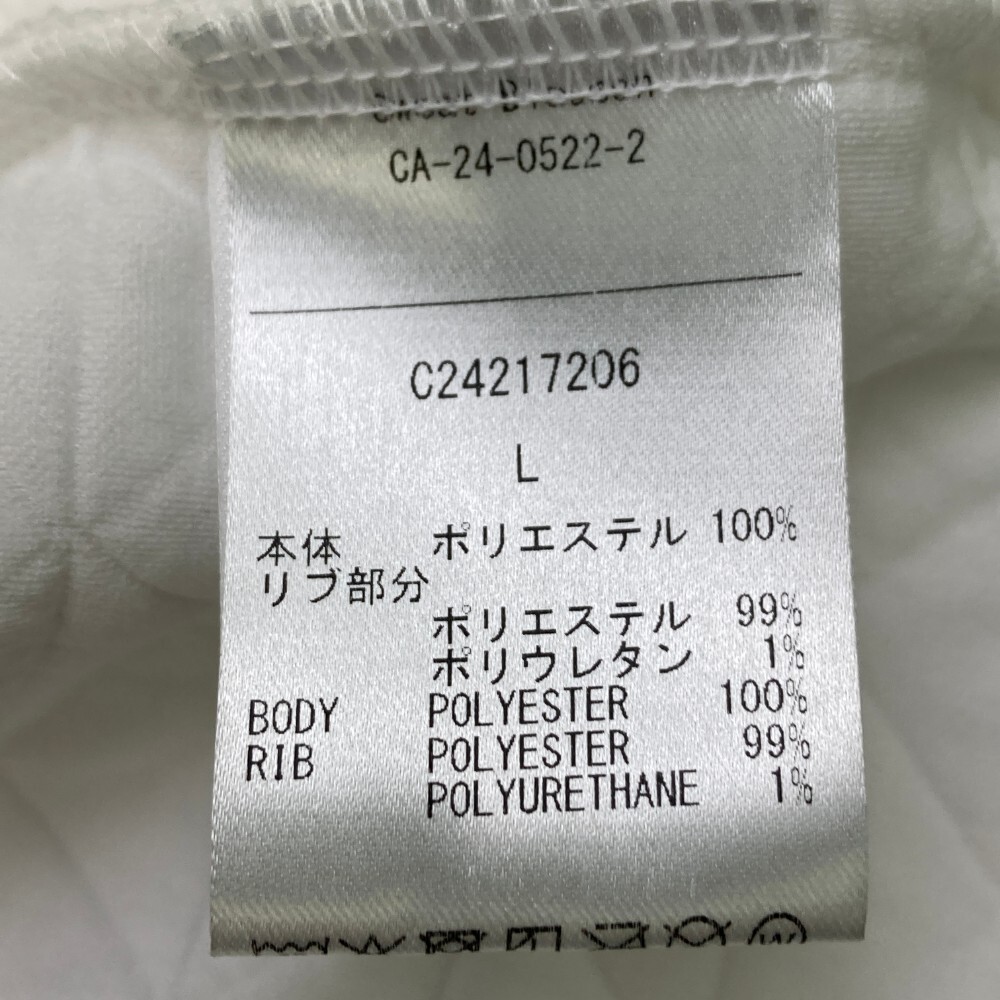 CA-24-0522-2
C24217206
L
本体 ポリエステル 100%
リブ部分
ポリエステル 99%
ポリウレタン 1%
BODY POLYESTER 100%
RIB POLYESTER 99%
POLYURETHANE 1%